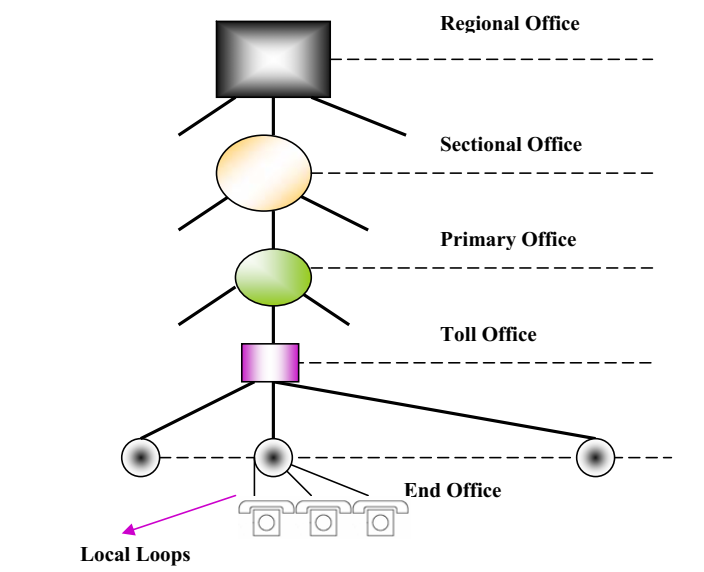 Regional Office
Sectional Office
Primary Office
Toll Office
End Office
Local Loops